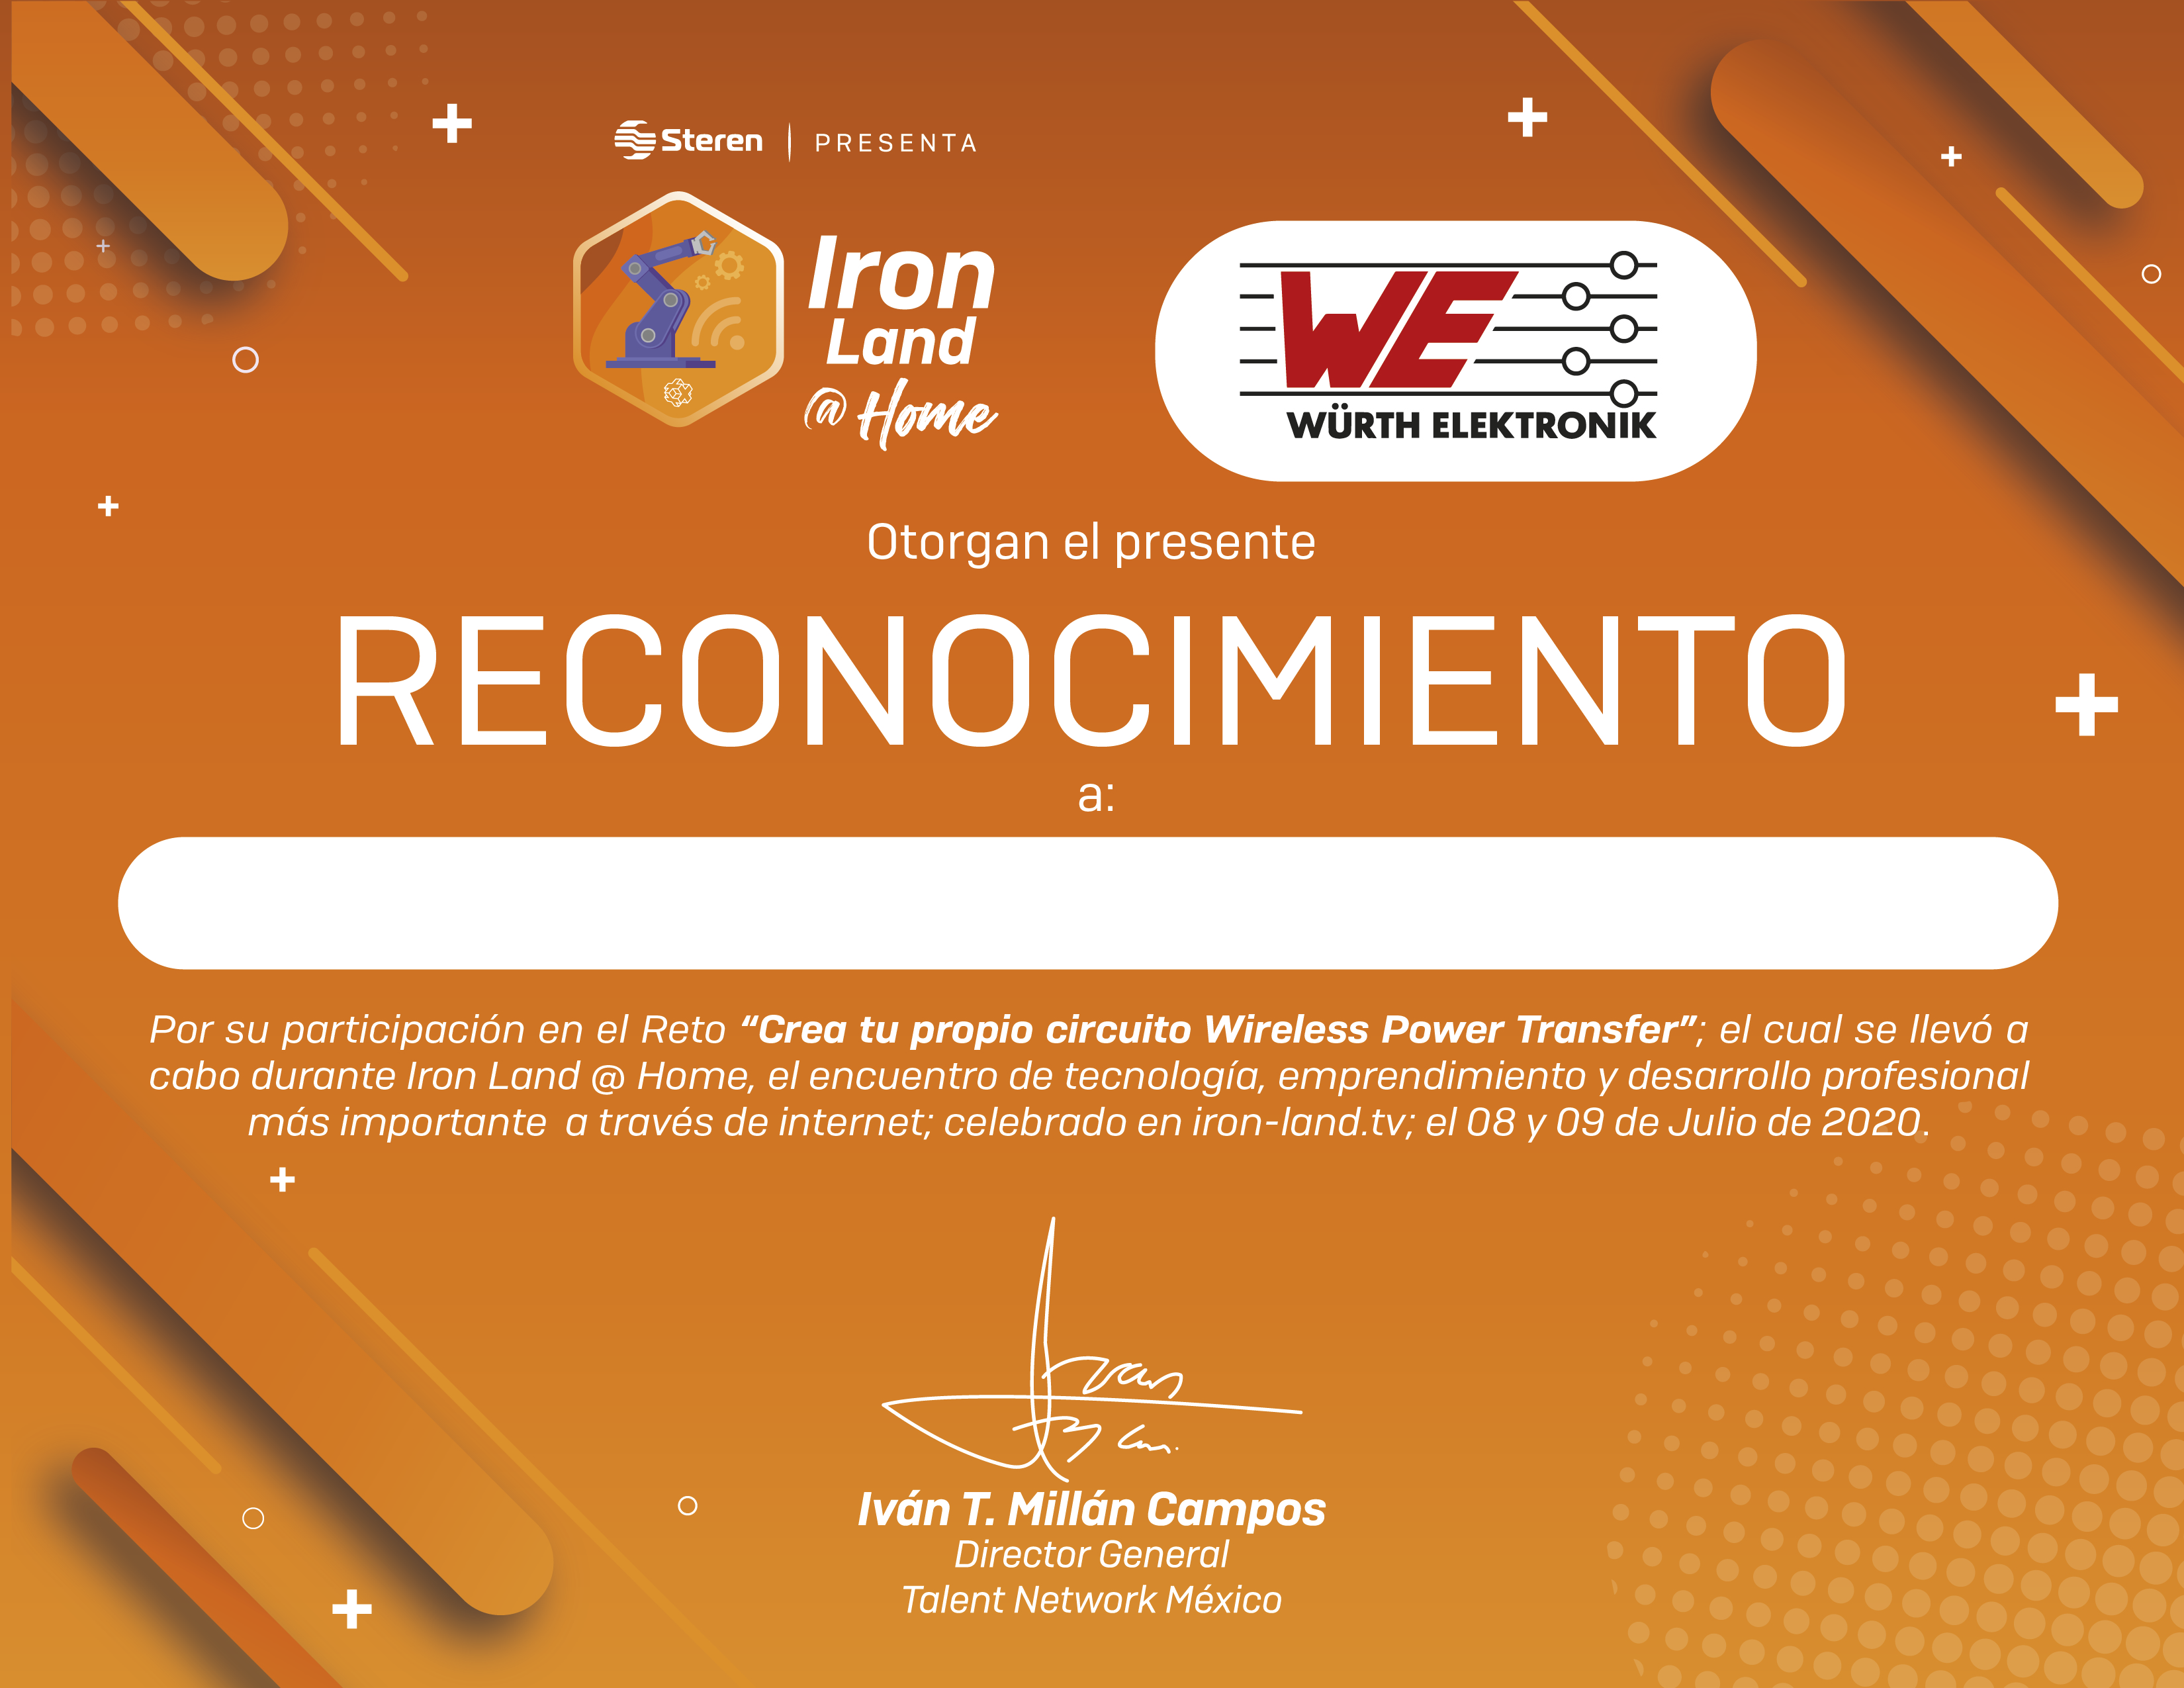 Steren | PRESENTA
Iron
Land
@ Home
WE
WÜRTH ELEKTRONIK
Otorgan el presente
RECONOCIMIENTO
a:
Por su participación en el Reto “Crea tu propio circuito Wireless Power Transfer”; el cual se llevó a
cabo durante Iron Land @ Home, el encuentro de tecnología, emprendimiento y desarrollo profesional
más importante a través de internet; celebrado en iron-land.tv; el 08 y 09 de Julio de 2020.
Iván T. Millán Campos
Director General
Talent Network México